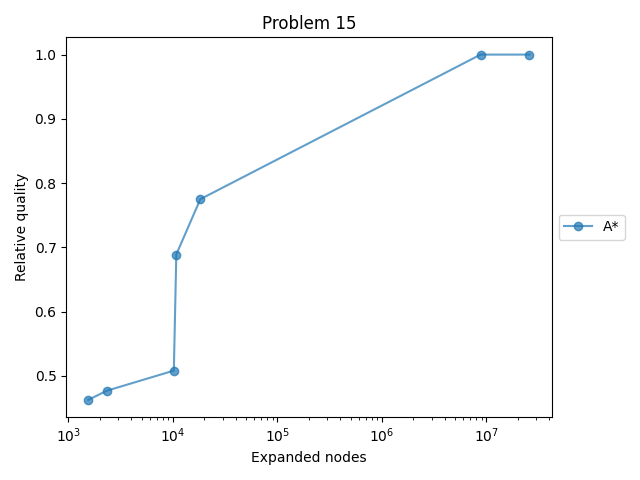 Problem 15
1.0
0.9
0.8
0.7
0.6
0.5
Relative quality
10³
10⁴
10⁵
10⁶
10⁷
Expanded nodes
A*